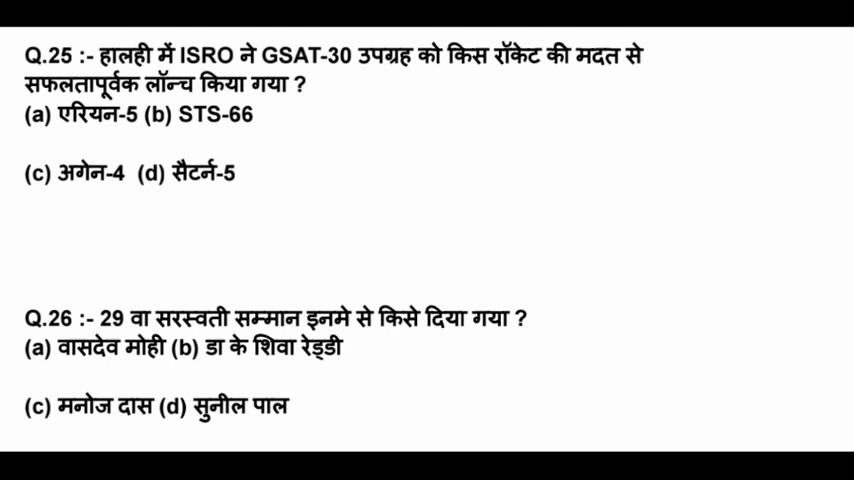 Q.25 :- हालही में ISRO ने GSAT-30 उपग्रह को किस रॉकेट की मदत से
सफलतापूर्वक लॉन्च किया गया ?
(a) एरियन-5 (b) STS-66
(c) अगेन-4 (d) सैटर्न-5
Q.26 :- 29 वा सरस्वती सम्मान इनमे से किसे दिया गया ?
(a) वासदेव मोही (b) डा के शिवा रेड्डी
(c) मनोज दास (d) सुनील पाल